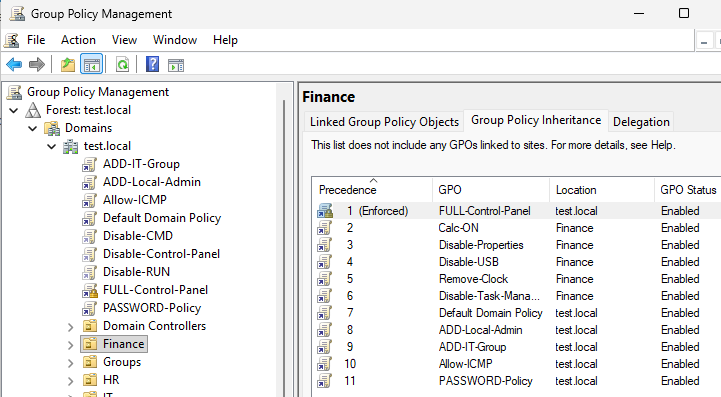 Group Policy Management
File Action View Window Help
Group Policy Management
Forest: test.local
Domains
test.local
ADD-IT-Group
ADD-Local-Admin
Allow-ICMP
Default Domain Policy
Disable-CMD
Disable-Control-Panel
Disable-RUN
FULL-Control-Panel
PASSWORD-Policy
Domain Controllers
Finance
Groups
HR
IT
Finance
Linked Group Policy Objects Group Policy Inheritance Delegation
This list does not include any GPOs linked to sites. For more details, see Help.
Precedence GPO Location GPO Status
1 (Enforced) FULL-Control-Panel test.local Enabled
2 Calc-ON Finance Enabled
3 Disable-Properties Finance Enabled
4 Disable-USB Finance Enabled
5 Remove-Clock Finance Enabled
6 Disable-Task-Mana... Finance Enabled
7 Default Domain Policy test.local Enabled
8 ADD-Local-Admin test.local Enabled
9 ADD-IT-Group test.local Enabled
10 Allow-ICMP test.local Enabled
11 PASSWORD-Policy test.local Enabled